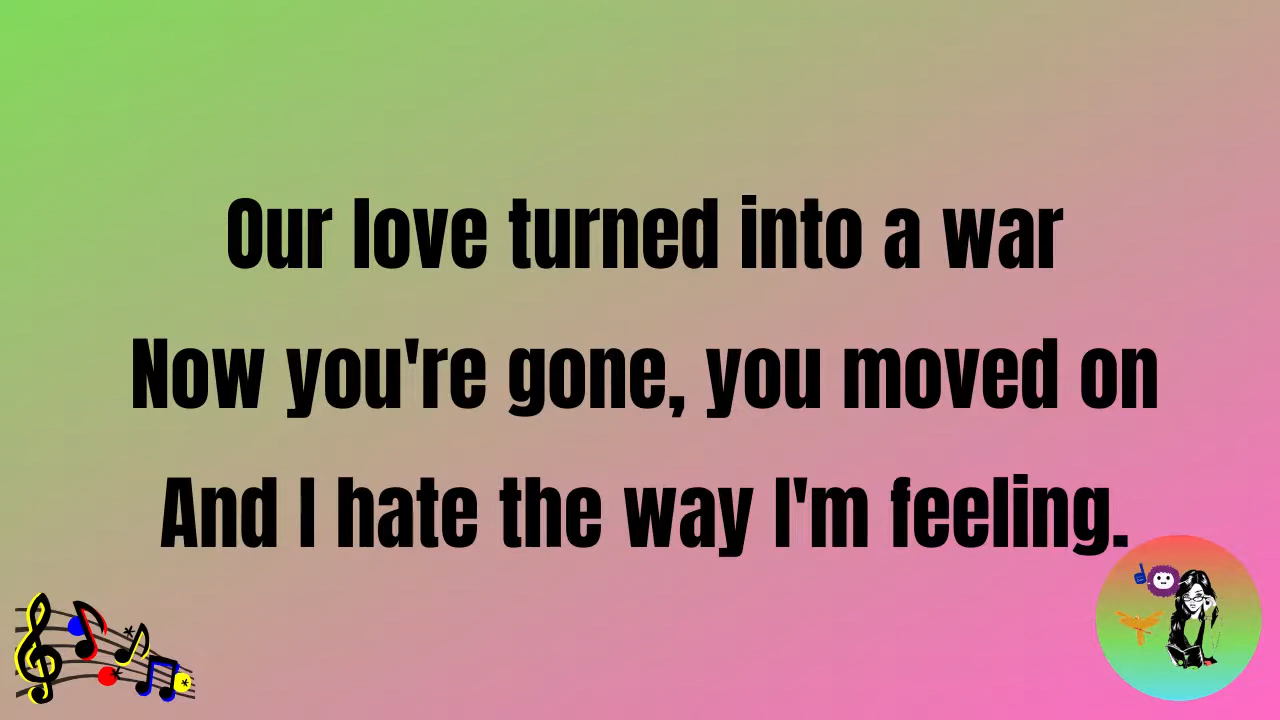 Our love turned into a war
Now you're gone, you moved on
And I hate the way I'm feeling.